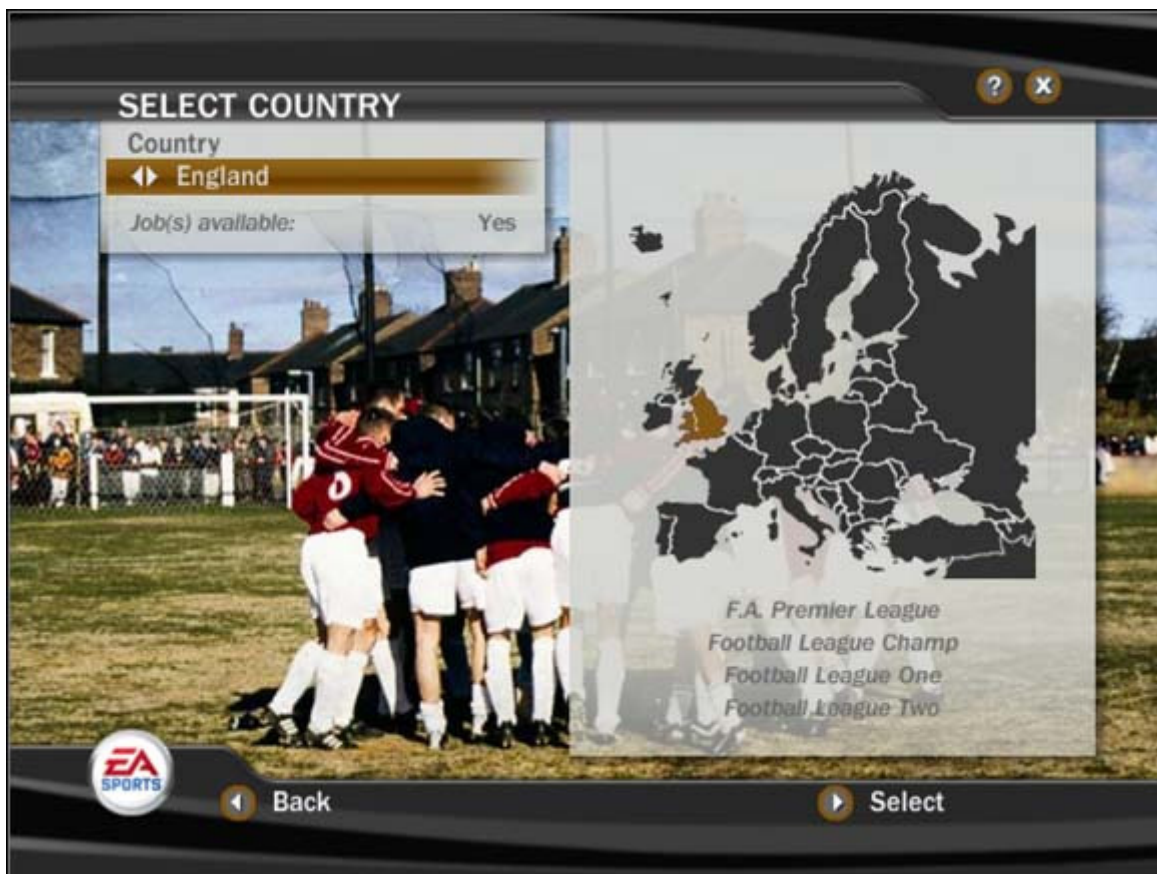 SELECT COUNTRY
? X
Country
England
Job(s) available: Yes
F.A. Premier League
Football League Champ
Football League One
Football League Two
EA
SPORTS
Back
Select